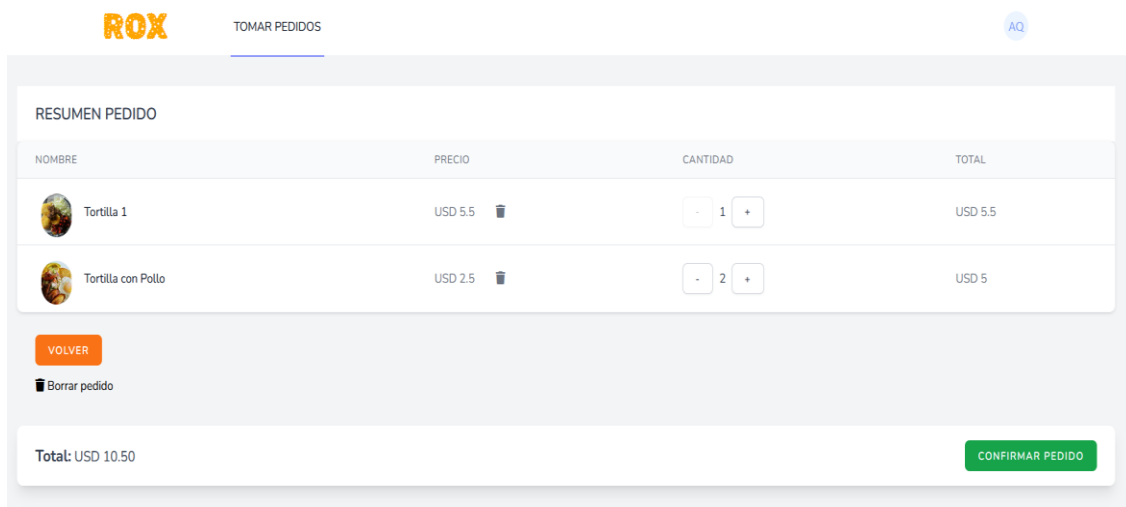 ROX TOMAR PEDIDOS AQ
RESUMEN PEDIDO
NOMBRE PRECIO CANTIDAD TOTAL
Tortilla 1 USD 5.5 - 1 + USD 5.5
Tortilla con Pollo USD 2.5 - 2 + USD 5
VOLVER
Borrar pedido
Total: USD 10.50 CONFIRMAR PEDIDO